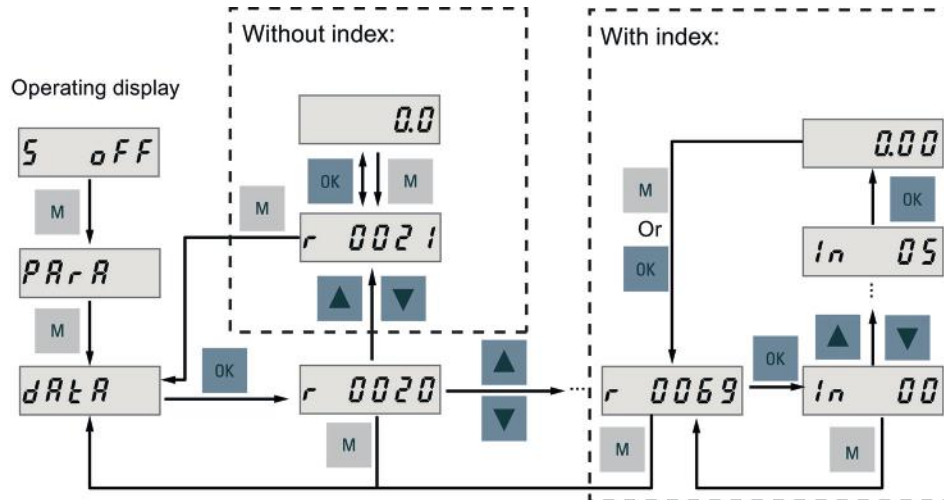 Without index:
With index:
Operating display
0.0
0.00
S oFF
OK
M
M
OK
M
M
Or
r 0021
In 05
PArA
OK
M
OK
OK
dAtA
r 0020
r 0069
In 00
M
M
M